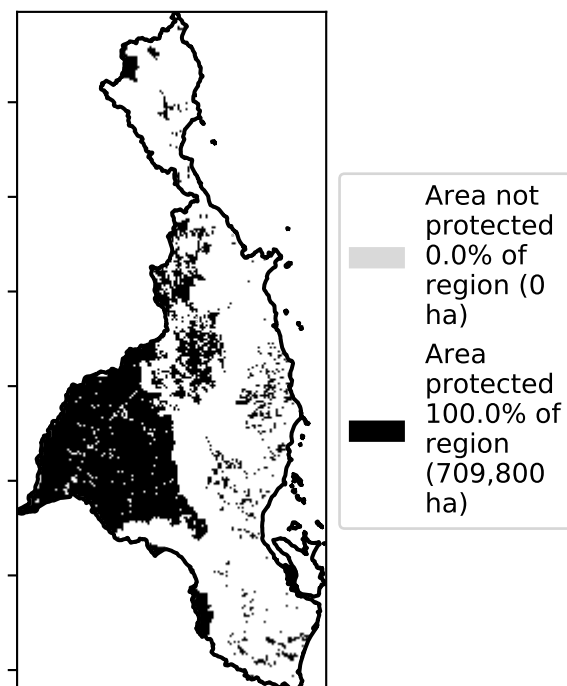 Area not
protected
0.0% of
region (0
ha)
Area
protected
100.0% of
region
(709,800
ha)